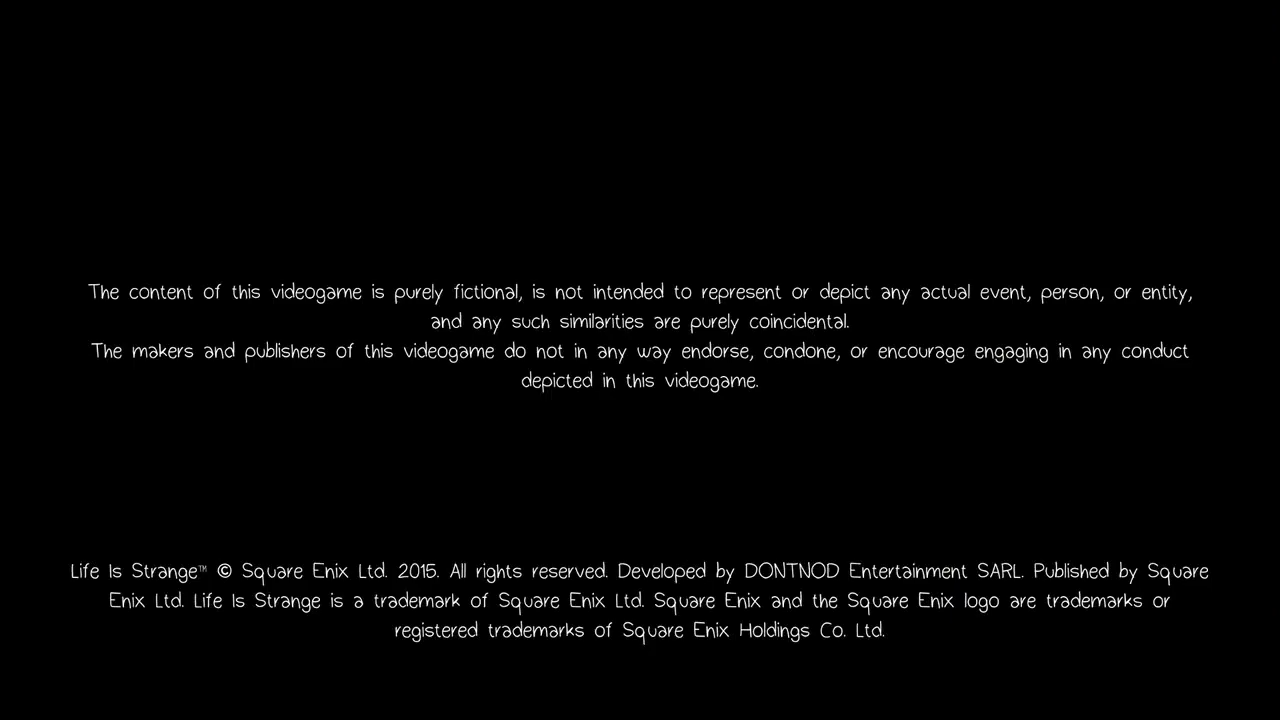 The content of this videogame is purely fictional, is not intended to represent or depict any actual event, person, or entity,
and any such similarities are purely coincidental.
The makers and publishers of this videogame do not in any way endorse, condone, or encourage engaging in any conduct
depicted in this videogame.
Life Is Strange™ © Square Enix Ltd. 2015. All rights reserved. Developed by DONTNOD Entertainment SARL. Published by Square
Enix Ltd. Life Is Strange is a trademark of Square Enix Ltd. Square Enix and the Square Enix logo are trademarks or
registered trademarks of Square Enix Holdings Co. Ltd.